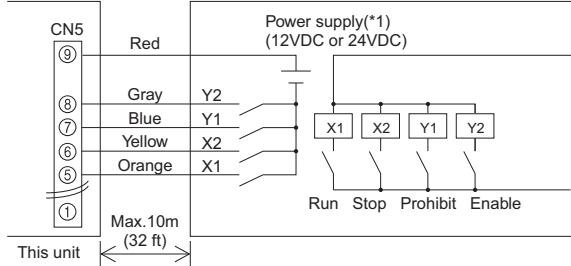 CN5
Power supply(*1)
(12VDC or 24VDC)
⑨ Red
⑧ Gray Y2
⑦ Blue Y1
⑥ Yellow X2
⑤ Orange X1
①
X1 X2 Y1 Y2
Run Stop Prohibit Enable
Max.10m
(32 ft)
This unit